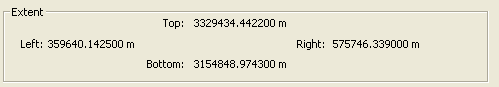 Extent
Top: 3329434.442200 m
Left: 359640.142500 m Right: 575746.339000 m
Bottom: 3154848.974300 m